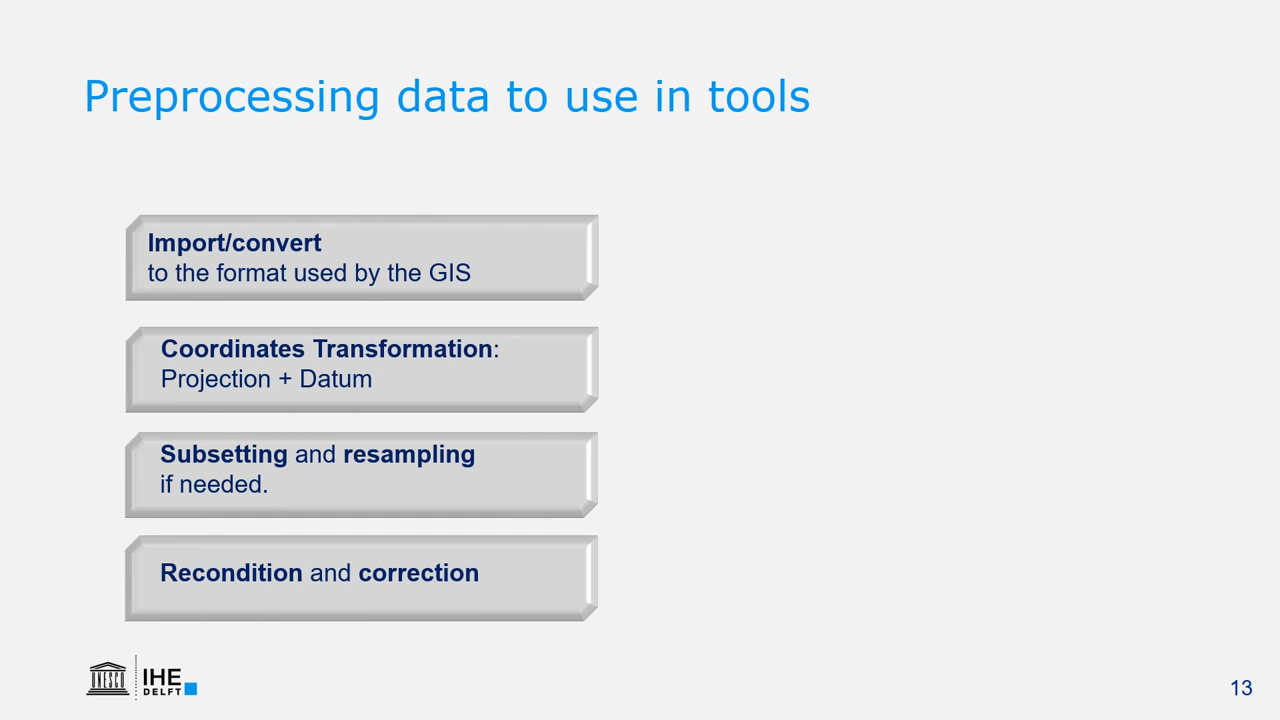 Preprocessing data to use in tools
Import/convert
to the format used by the GIS
Coordinates Transformation:
Projection + Datum
Subsetting and resampling
if needed.
Recondition and correction
UNESCO
IHE
DELFT
13